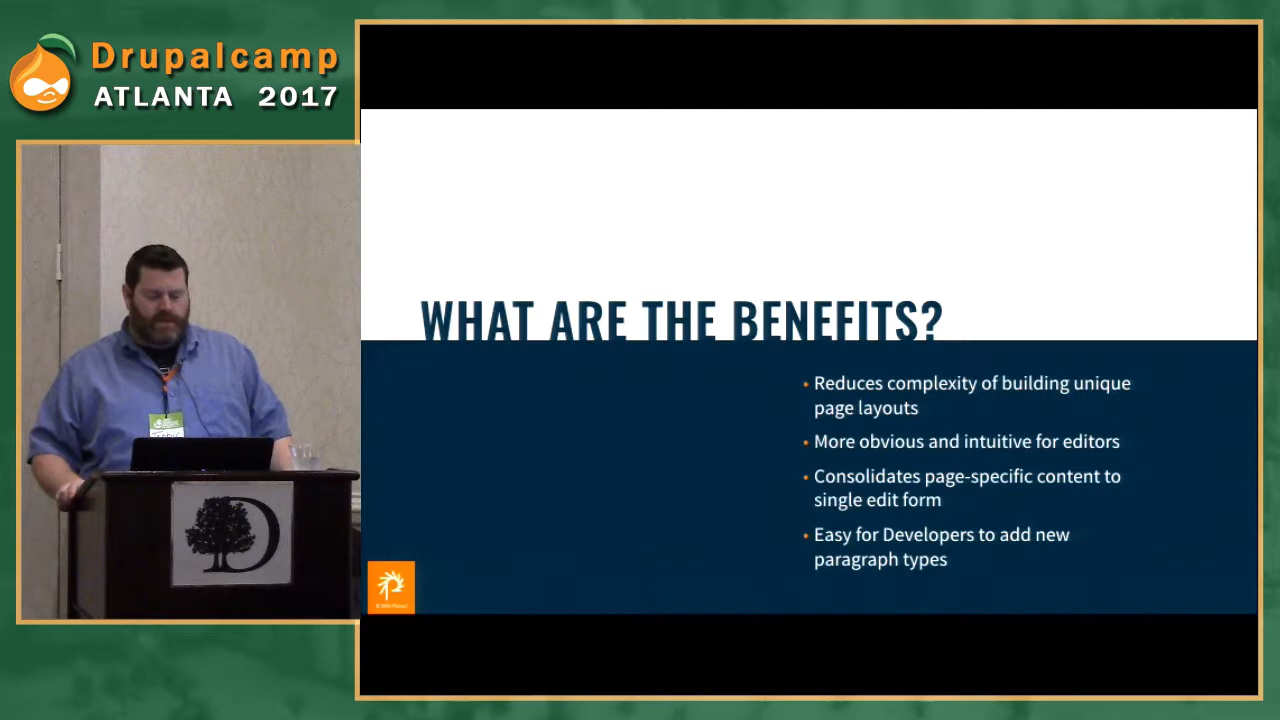 Drupalcamp
ATLANTA 2017
WHAT ARE THE BENEFITS?
• Reduces complexity of building unique
page layouts
• More obvious and intuitive for editors
• Consolidates page-specific content to
single edit form
• Easy for Developers to add new
paragraph types
D